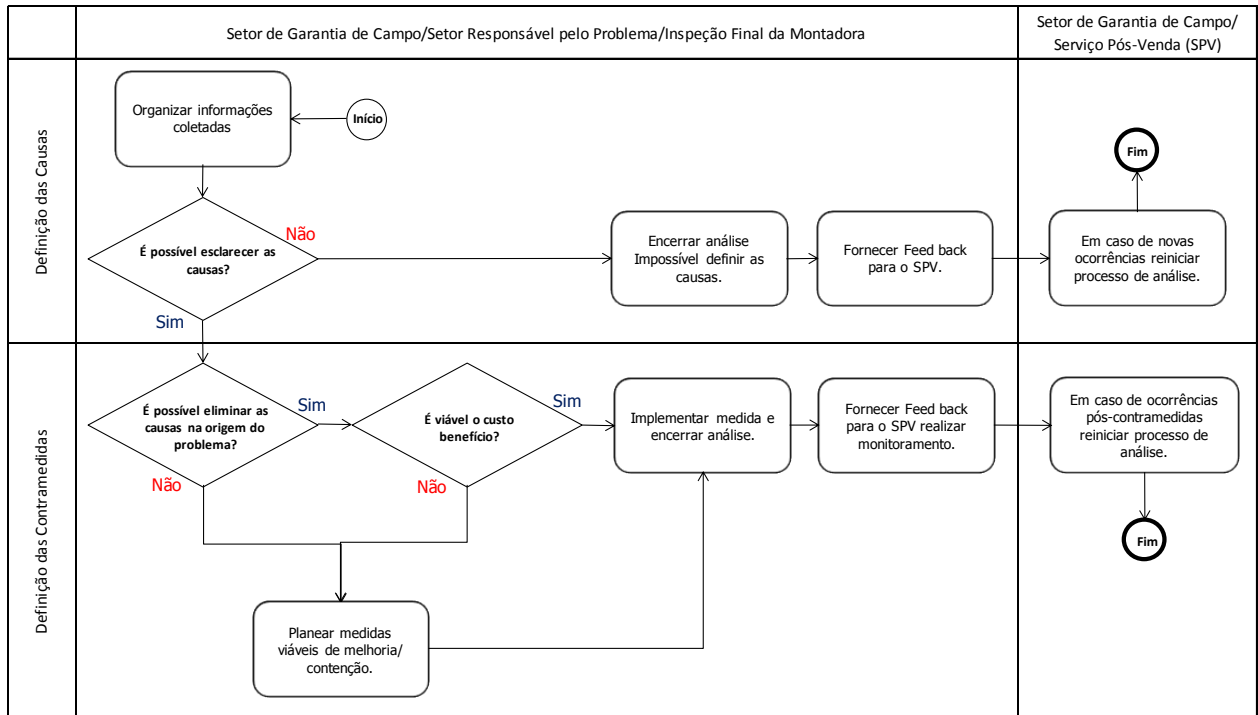 Setor de Garantia de Campo/Setor Responsável pelo Problema/Inspeção Final da Montadora
Setor de Garantia de Campo/
Serviço Pós-Venda (SPV)
Definição das Causas
Organizar informações
coletadas
Início
É possível esclarecer as
causas?
Não
Sim
Encerrar análise
Impossível definir as
causas.
Fornecer Feed back
para o SPV.
Em caso de novas
ocorrências reiniciar
processo de análise.
Fim
Definição das Contramedidas
É possível eliminar as
causas na origem do
problema?
Sim
Não
É viável o custo
benefício?
Sim
Não
Implementar medida e
encerrar análise.
Fornecer Feed back
para o SPV realizar
monitoramento.
Em caso de ocorrências
pós-contramedidas
reiniciar processo de
análise.
Fim
Planear medidas
viáveis de melhoria/
contenção.